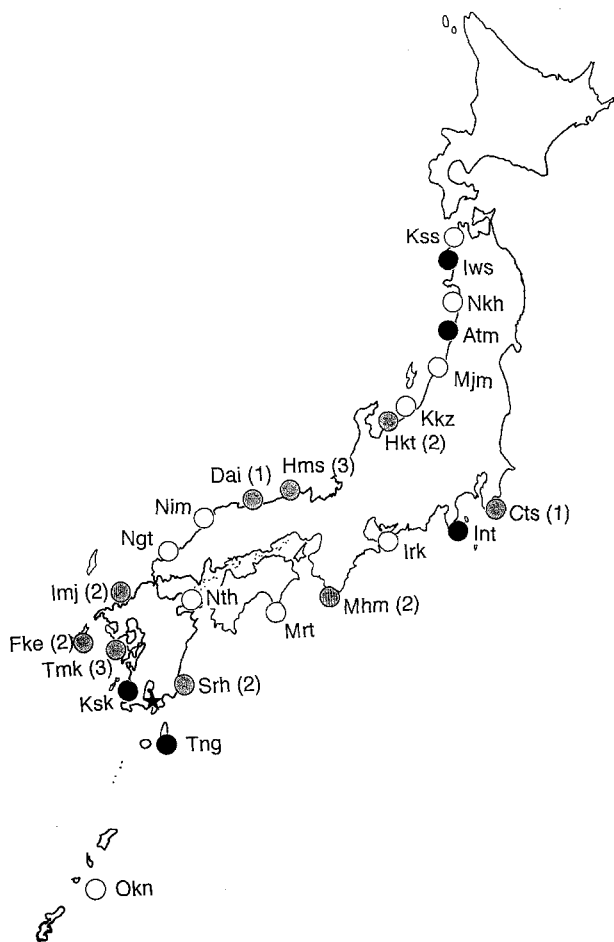 Kss
Iws
Nkh
Atm
Mjm
Kkz
Hkt (2)
Hms (3)
Dai (1)
Nim
Cts (1)
Int
Ngt
Irk
Imj (2)
Nth
Mhm (2)
Mrt
Fke (2)
Tmk (3)
Srh (2)
Ksk
Tng
Okn